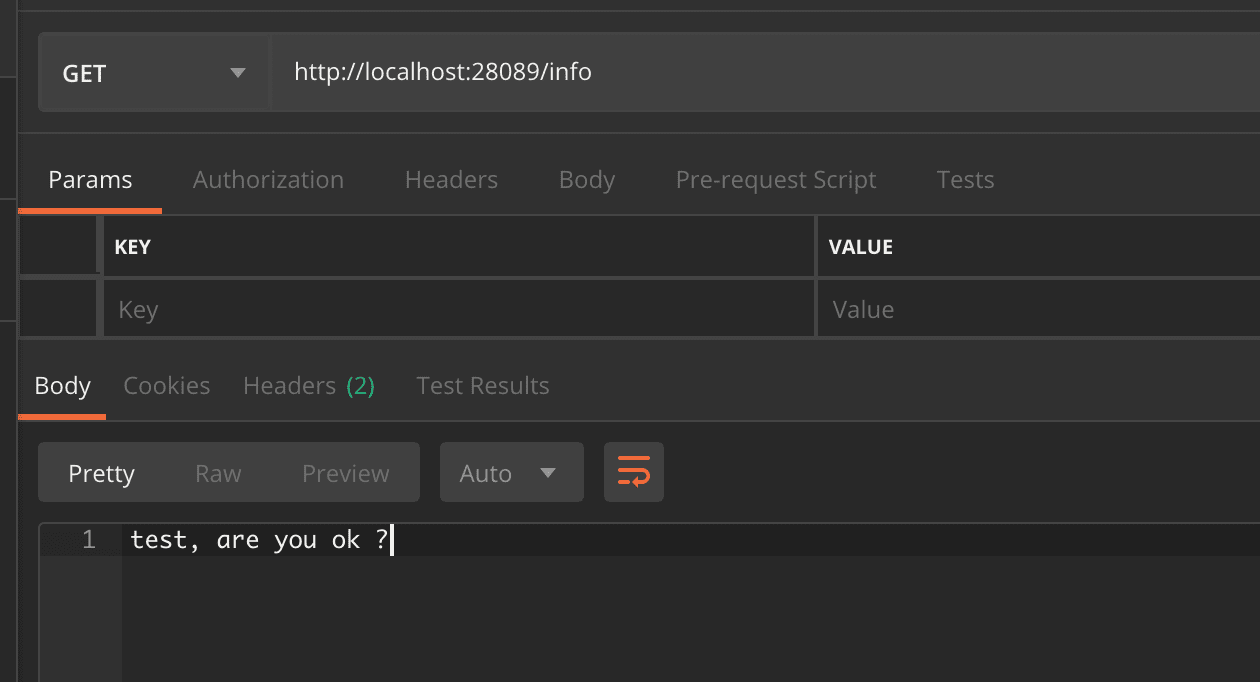 GET http://localhost:28089/info
Params Authorization Headers Body Pre-request Script Tests
KEY VALUE
Key Value
Body Cookies Headers (2) Test Results
Pretty Raw Preview Auto
1 test, are you ok ?